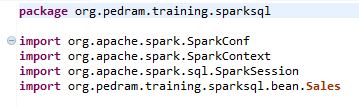 package org.pedram.training.sparksql
import org.apache.spark.SparkConf
import org.apache.spark.SparkContext
import org.apache.spark.sql.SparkSession
import org.pedram.training.sparksql.bean.Sales